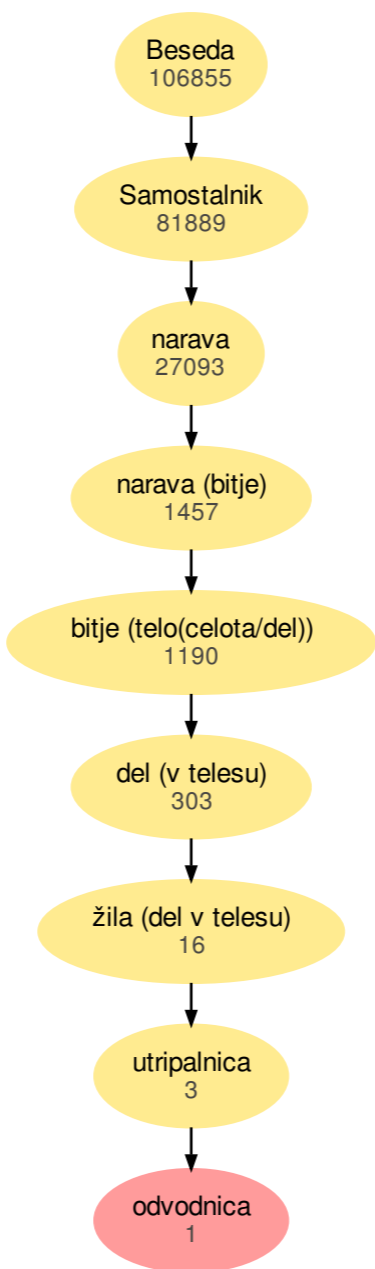 Beseda
106855
Samostalnik
81889
narava
27093
narava (bitje)
1457
bitje (telo(celota/del))
1190
del (v telesu)
303
žila (del v telesu)
16
utripalnica
3
odvodnica
1